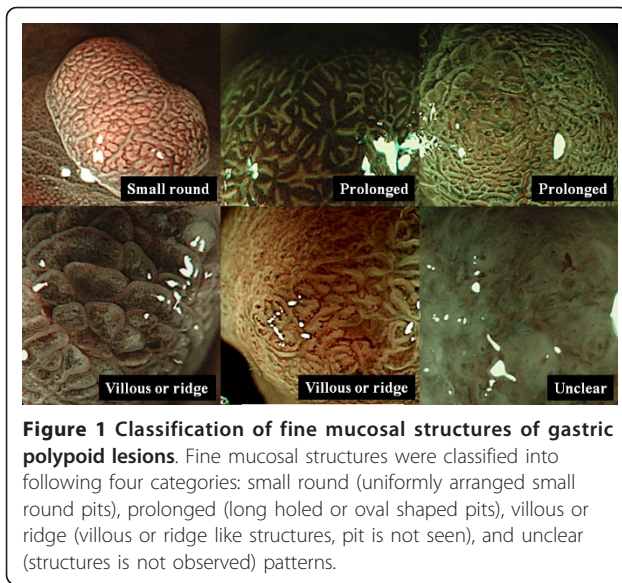 Small round
Prolonged
Prolonged
Villous or ridge
Villous or ridge
Unclear
Figure 1 Classification of fine mucosal structures of gastric
polypoid lesions. Fine mucosal structures were classified into
following four categories: small round (uniformly arranged small
round pits), prolonged (long holed or oval shaped pits), villous or
ridge (villous or ridge like structures, pit is not seen), and unclear
(structures is not observed) patterns.